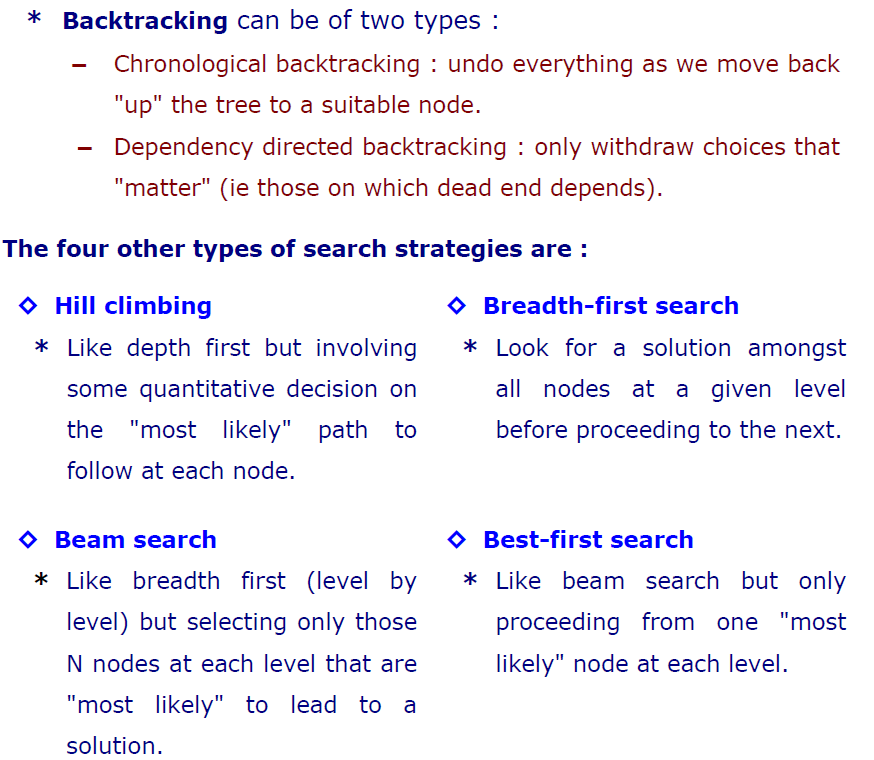 * Backtracking can be of two types :
– Chronological backtracking : undo everything as we move back
"up" the tree to a suitable node.
– Dependency directed backtracking : only withdraw choices that
"matter" (ie those on which dead end depends).
The four other types of search strategies are :
◇ Hill climbing
* Like depth first but involving
some quantitative decision on
the "most likely" path to
follow at each node.
◇ Breadth-first search
* Look for a solution amongst
all nodes at a given level
before proceeding to the next.
◇ Beam search
* Like breadth first (level by
level) but selecting only those
N nodes at each level that are
"most likely" to lead to a
solution.
◇ Best-first search
* Like beam search but only
proceeding from one "most
likely" node at each level.